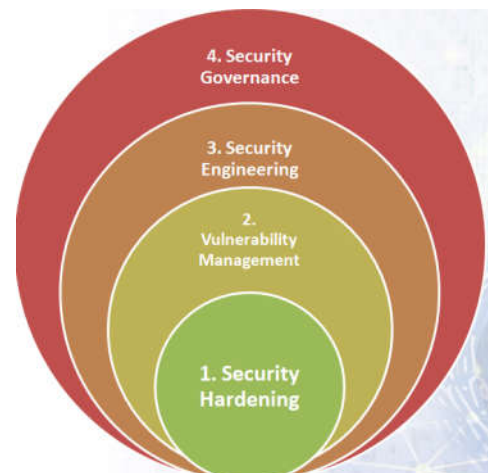 4. Security
Governance
3. Security
Engineering
2.
Vulnerability
Management
1. Security
Hardening